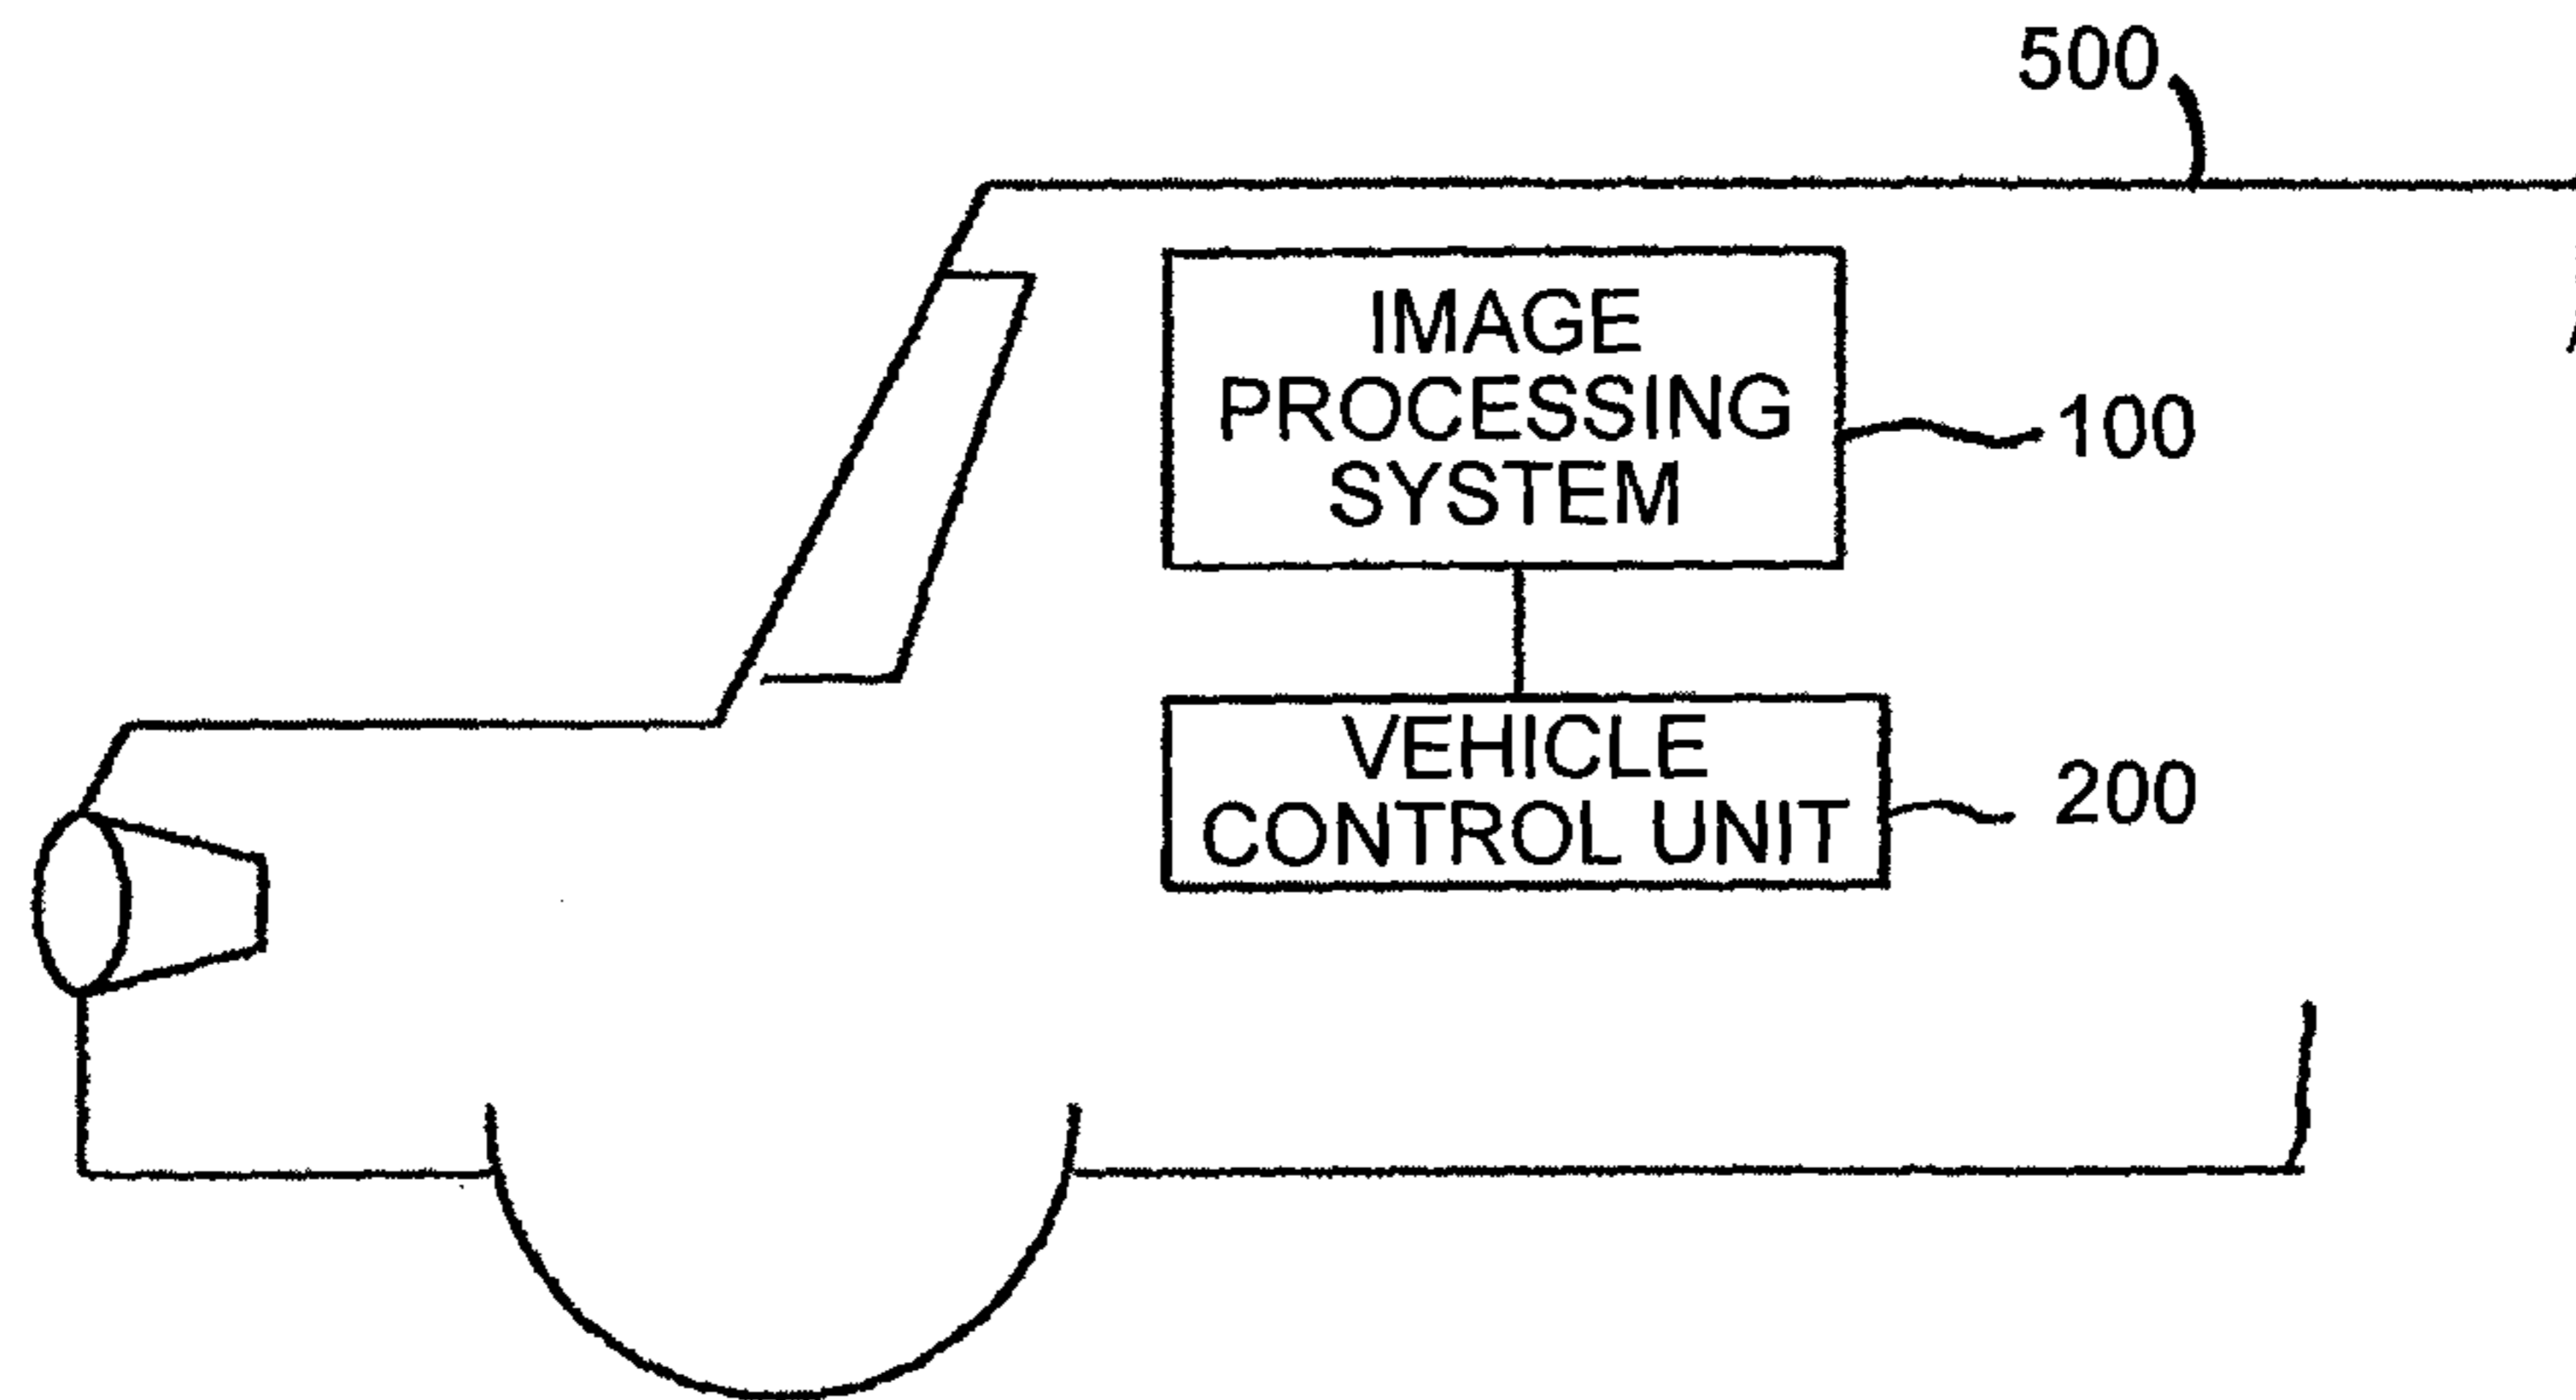 500
IMAGE
PROCESSING
SYSTEM
100
VEHICLE
CONTROL UNIT
200